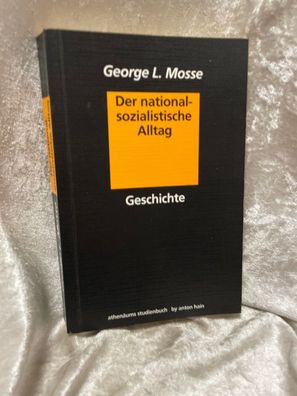 George L. Mosse
Der national-
sozialistische
Alltag
Geschichte
athenäums studienbuch by anton hain